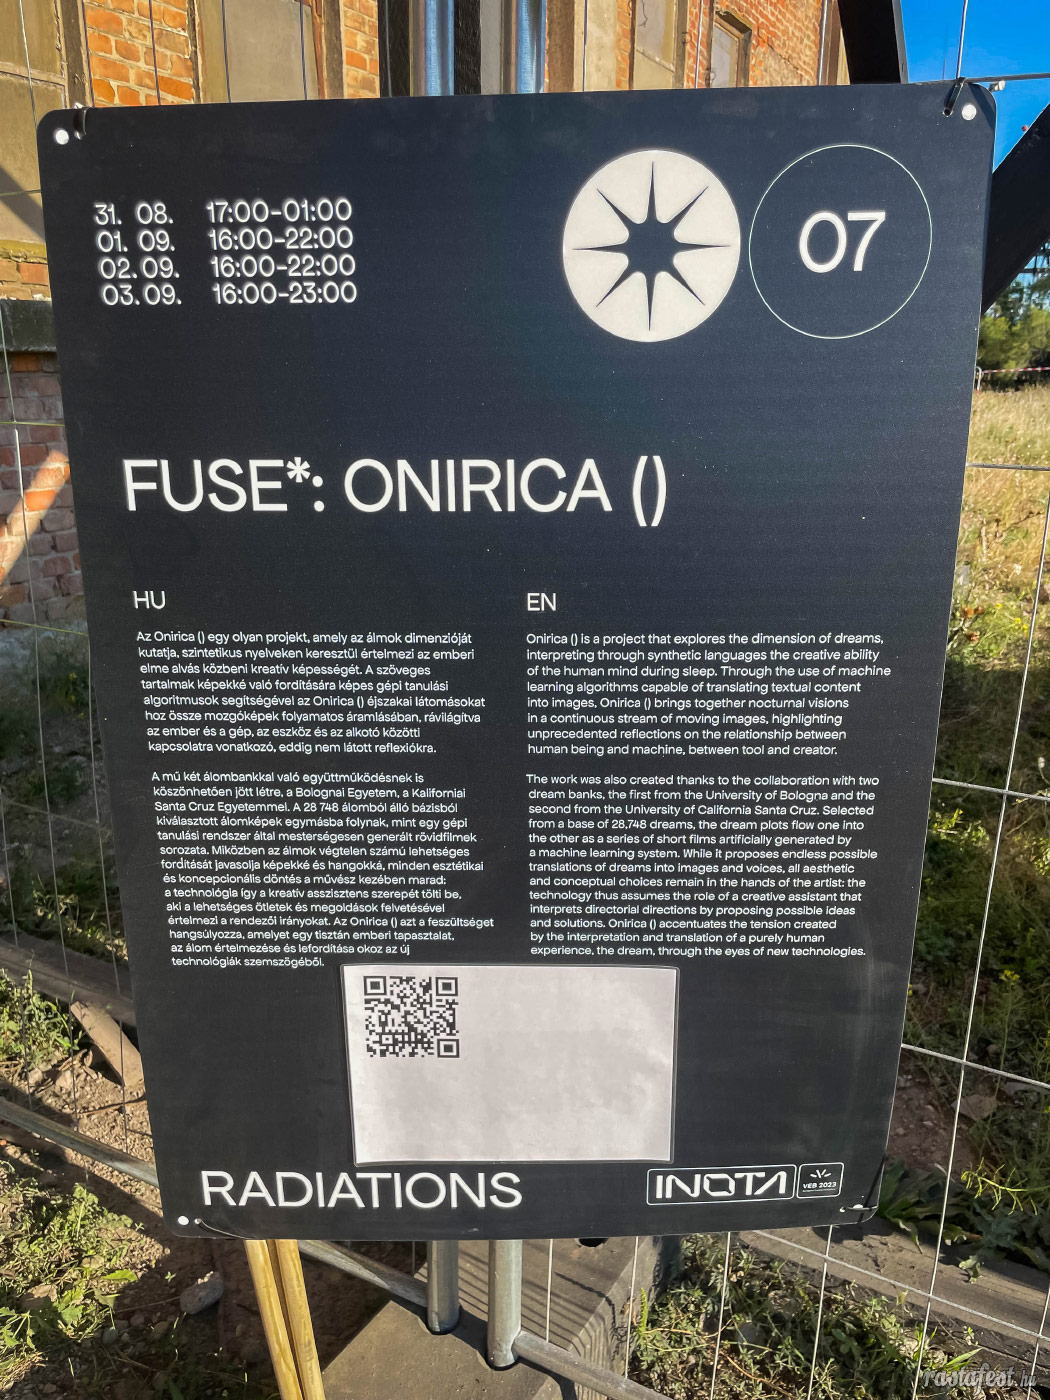 31. 08. 17:00-01:00
01. 09. 16:00-22:00
02. 09. 16:00-22:00
03. 09. 16:00-23:00
07
FUSE*: ONIRICA ()
HU
Az Onirica () egy olyan projekt, amely az álmok dimenzióját
kutatja, szintetikus nyelveken keresztül értelmezi az emberi
elme alvás közbeni kreatív képességét. A szöveges
tartalmak képekké való fordítására képes gépi tanulási
algoritmusok segítségével az Onirica () éjszakai látomásokat
hoz össze mozgóképek folyamatos áramlásában, rávilágítva
az ember és a gép, az eszköz és az alkotó közötti
kapcsolatra vonatkozó, eddig nem látott reflexiókra.
A mű két álombankkal való együttműködésnek is
köszönhetően jött létre, a Bolognai Egyetem, a Kaliforniai
Santa Cruz Egyetemmel. A 28 748 álomból álló bázisból
kiválasztott álomképek egymásba folynak, mint egy gépi
tanulási rendszer által mesterségesen generált rövidfilmek
sorozata. Miközben az álmok végtelen számú lehetséges
fordítását javasolja képekké és hangokká, minden esztétikai
és koncepcionális döntés a művész kezében marad:
a technológia így a kreatív asszisztens szerepét tölti be,
aki a lehetséges ötletek és megoldások felvetésével
értelmezi a rendezői irányokat. Az Onirica () azt a feszültséget
hangsúlyozza, amelyet egy tisztán emberi tapasztalat,
az álom értelmezése és lefordítása okoz az új
technológiák szemszögéből.
EN
Onirica () is a project that explores the dimension of dreams,
interpreting through synthetic languages the creative ability
of the human mind during sleep. Through the use of machine
learning algorithms capable of translating textual content
into images, Onirica () brings together nocturnal visions
in a continuous stream of moving images, highlighting
unprecedented reflections on the relationship between
human being and machine, between tool and creator.
The work was also created thanks to the collaboration with two
dream banks, the first from the University of Bologna and the
second from the University of California Santa Cruz. Selected
from a base of 28,748 dreams, the dream plots flow one into
the other as a series of short films artificially generated by
a machine learning system. While it proposes endless possible
translations of dreams into images and voices, all aesthetic
and conceptual choices remain in the hands of the artist: the
technology thus assumes the role of a creative assistant that
interprets directorial directions by proposing possible ideas
and solutions. Onirica () accentuates the tension created
by the interpretation and translation of a purely human
experience, the dream, through the eyes of new technologies.
RADIATIONS
INOTA
VEB 2023
rastafest.hu